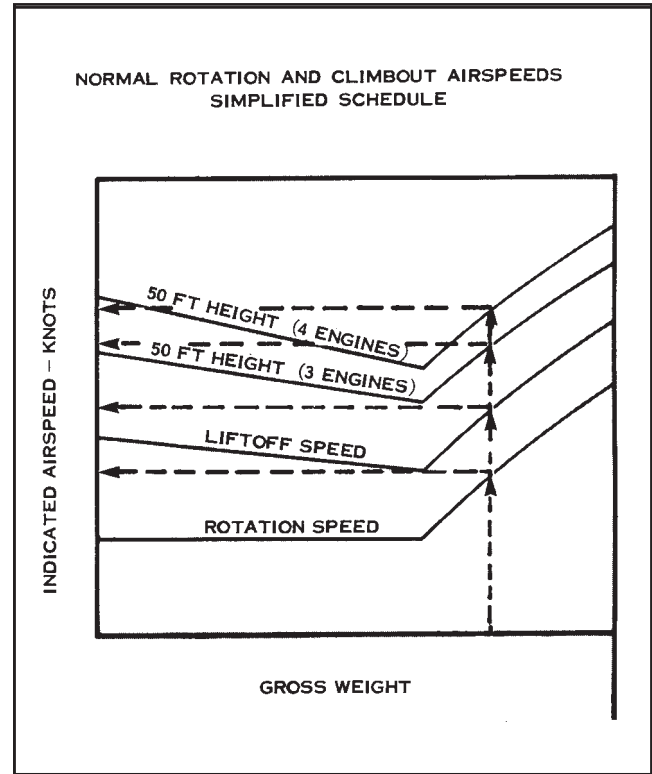 NORMAL ROTATION AND CLIMBOUT AIRSPEEDS
SIMPLIFIED SCHEDULE
INDICATED AIRSPEED – KNOTS
50 FT HEIGHT (4 ENGINES)
50 FT HEIGHT (3 ENGINES)
LIFTOFF SPEED
ROTATION SPEED
GROSS WEIGHT